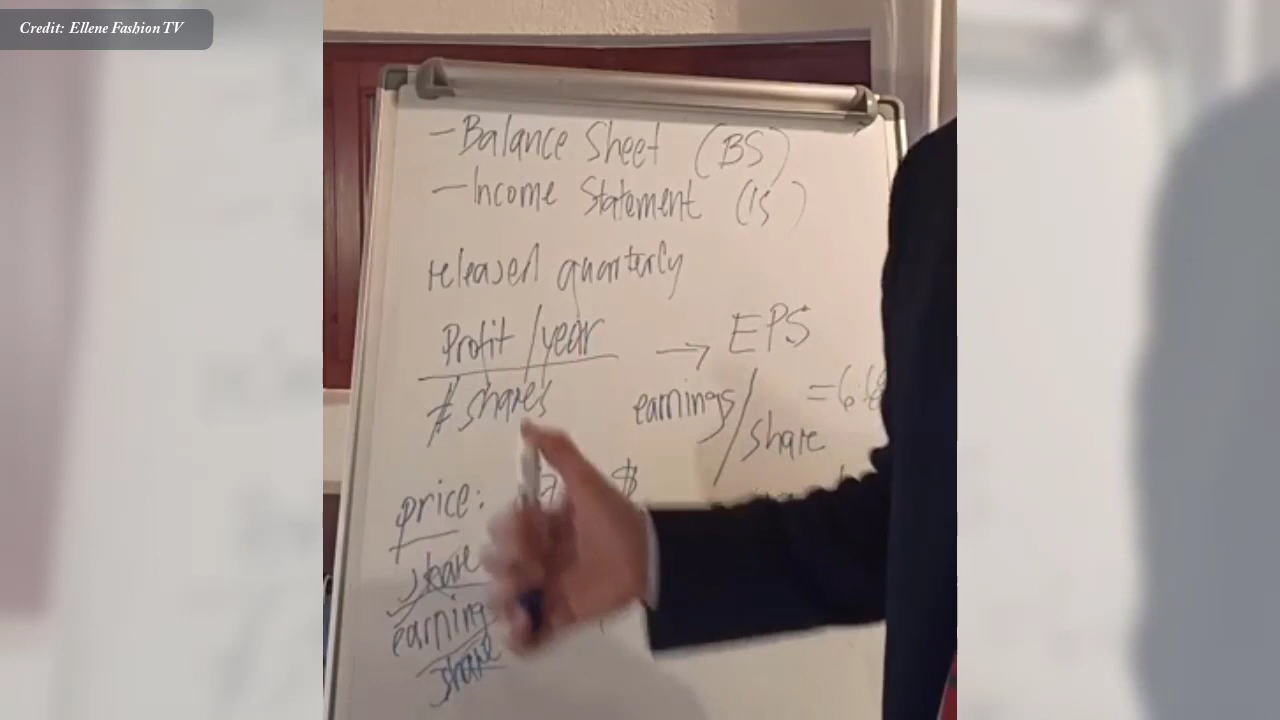 Credit: Ellene Fashion TV
- Balance Sheet (BS)
- Income Statement (IS)
released quarterly
Profit/year → EPS
# shares
earnings/share
price: $
share
earning
share